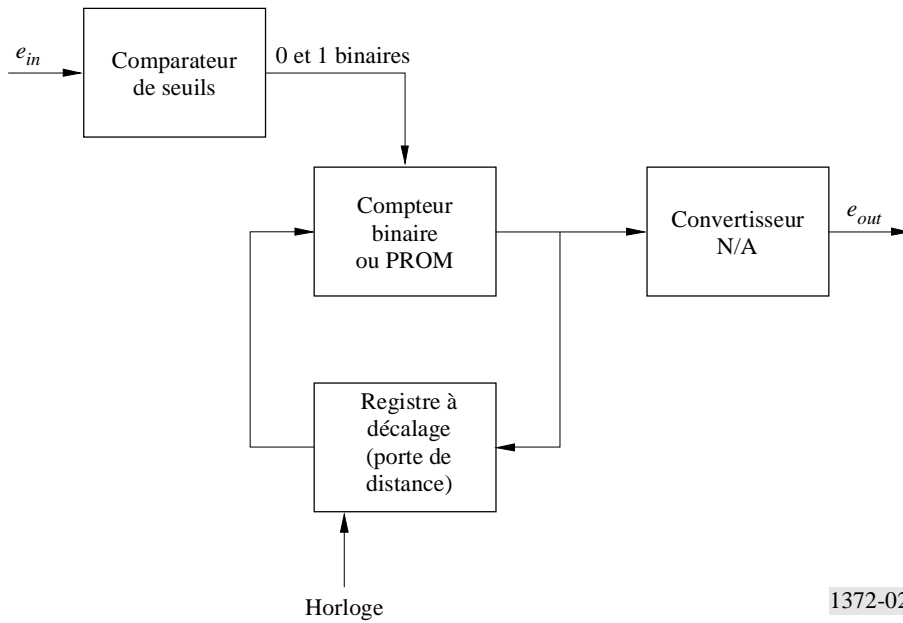 e_in
Comparateur
de seuils
0 et 1 binaires
Compteur
binaire
ou PROM
Convertisseur
N/A
e_out
Registre à
décalage
(porte de
distance)
Horloge
1372-02